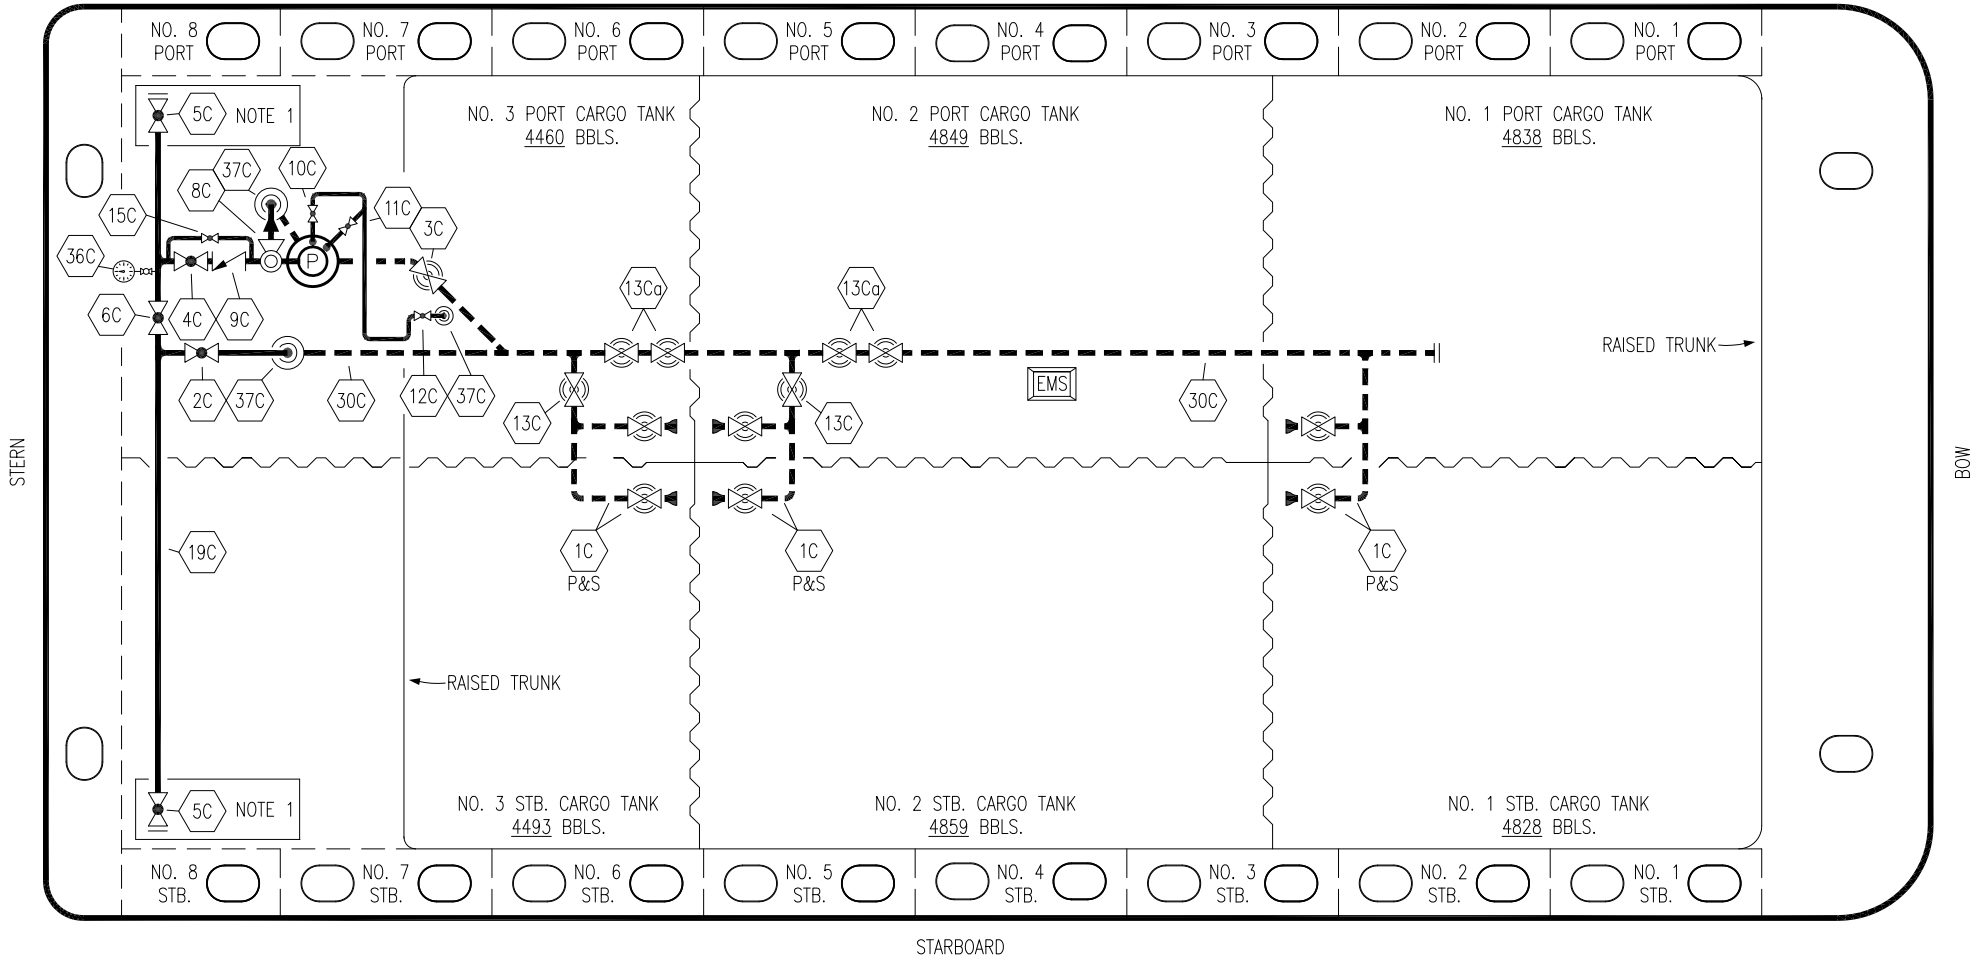 NO. 8
PORT
NO. 7
PORT
NO. 6
PORT
NO. 5
PORT
NO. 4
PORT
NO. 3
PORT
NO. 2
PORT
NO. 1
PORT
5C
NOTE 1
NO. 3 PORT CARGO TANK
4460 BBLS.
NO. 2 PORT CARGO TANK
4849 BBLS.
NO. 1 PORT CARGO TANK
4838 BBLS.
37C
10C
8C
15C
11C
3C
36C
P
13Ca
13Ca
6C
4C
9C
RAISED TRUNK
2C
37C
30C
12C
37C
EMS
30C
13C
13C
STERN
BOW
19C
1C
P&S
1C
P&S
1C
P&S
RAISED TRUNK
5C
NOTE 1
NO. 3 STB. CARGO TANK
4493 BBLS.
NO. 2 STB. CARGO TANK
4859 BBLS.
NO. 1 STB. CARGO TANK
4828 BBLS.
NO. 8
STB.
NO. 7
STB.
NO. 6
STB.
NO. 5
STB.
NO. 4
STB.
NO. 3
STB.
NO. 2
STB.
NO. 1
STB.
STARBOARD